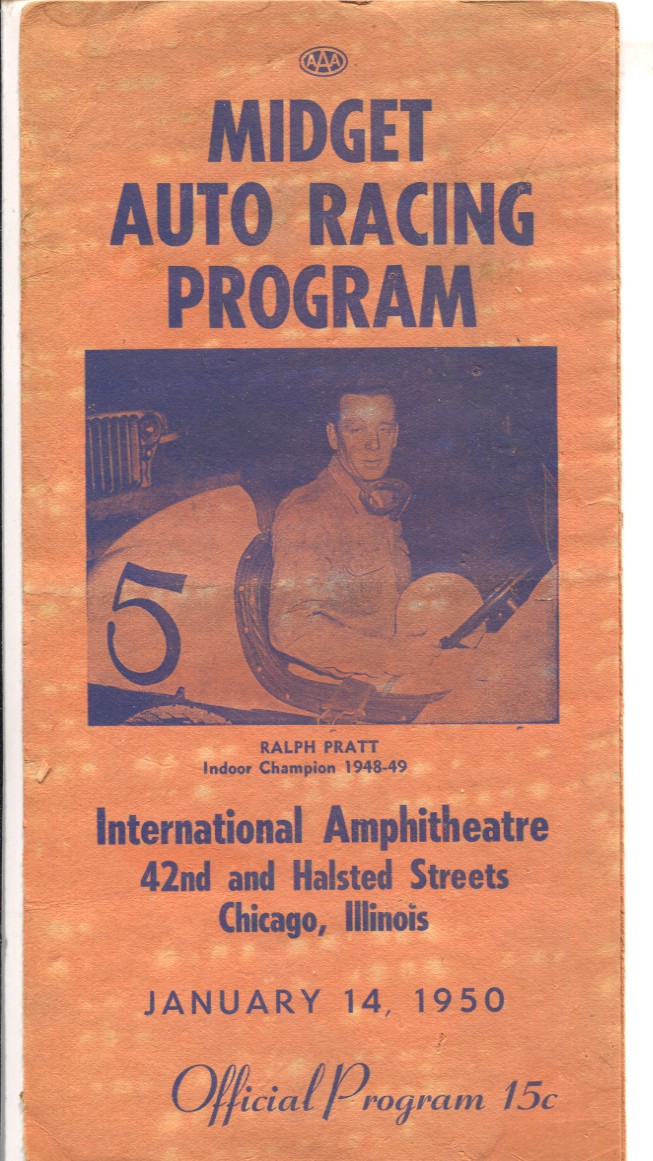 AAA
MIDGET
AUTO RACING
PROGRAM
5
RALPH PRATT
Indoor Champion 1948-49
International Amphitheatre
42nd and Halsted Streets
Chicago, Illinois
JANUARY 14, 1950
Official Program 15c